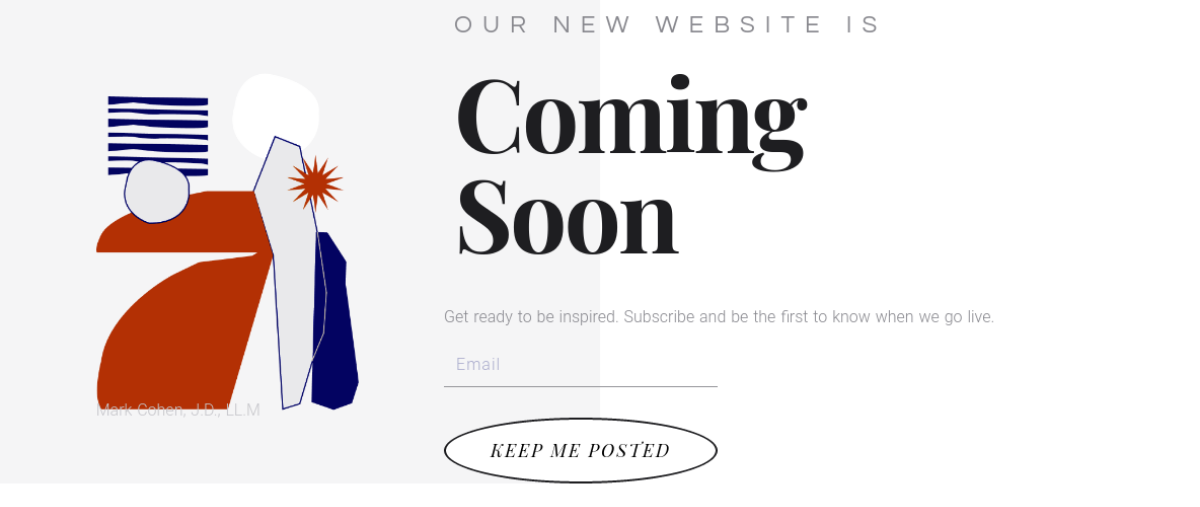 OUR NEW WEBSITE IS
Coming
Soon
Get ready to be inspired. Subscribe and be the first to know when we go live.
Email
Mark Cohen, J.D., LL.M
KEEP ME POSTED